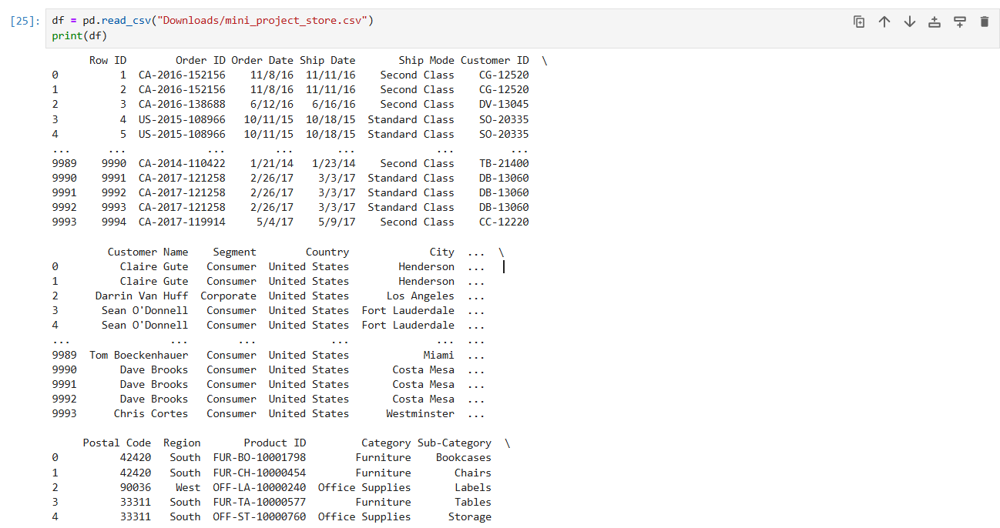 [25]: df = pd.read_csv("Downloads/mini_project_store.csv")
print(df)
Row ID Order ID Order Date Ship Date Ship Mode Customer ID \
0 1 CA-2016-152156 11/8/16 11/11/16 Second Class CG-12520
1 2 CA-2016-152156 11/8/16 11/11/16 Second Class CG-12520
2 3 CA-2016-138688 6/12/16 6/16/16 Second Class DV-13045
3 4 US-2015-108966 10/11/15 10/18/15 Standard Class SO-20335
4 5 US-2015-108966 10/11/15 10/18/15 Standard Class SO-20335
... ... ... ... ... ... ...
9989 9990 CA-2014-110422 1/21/14 1/23/14 Second Class TB-21400
9990 9991 CA-2017-121258 2/26/17 3/3/17 Standard Class DB-13060
9991 9992 CA-2017-121258 2/26/17 3/3/17 Standard Class DB-13060
9992 9993 CA-2017-121258 2/26/17 3/3/17 Standard Class DB-13060
9993 9994 CA-2017-119914 5/4/17 5/9/17 Second Class CC-12220
Customer Name Segment Country City ... \
0 Claire Gute Consumer United States Henderson ...
1 Claire Gute Consumer United States Henderson ...
2 Darrin Van Huff Corporate United States Los Angeles ...
3 Sean O'Donnell Consumer United States Fort Lauderdale ...
4 Sean O'Donnell Consumer United States Fort Lauderdale ...
... ... ... ... ... ...
9989 Tom Boeckenhauer Consumer United States Miami ...
9990 Dave Brooks Consumer United States Costa Mesa ...
9991 Dave Brooks Consumer United States Costa Mesa ...
9992 Dave Brooks Consumer United States Costa Mesa ...
9993 Chris Cortes Consumer United States Westminster ...
Postal Code Region Product ID Category Sub-Category \
0 42420 South FUR-BO-10001798 Furniture Bookcases
1 42420 South FUR-CH-10000454 Furniture Chairs
2 90036 West OFF-LA-10000240 Office Supplies Labels
3 33311 South FUR-TA-10000577 Furniture Tables
4 33311 South OFF-ST-10000760 Office Supplies Storage